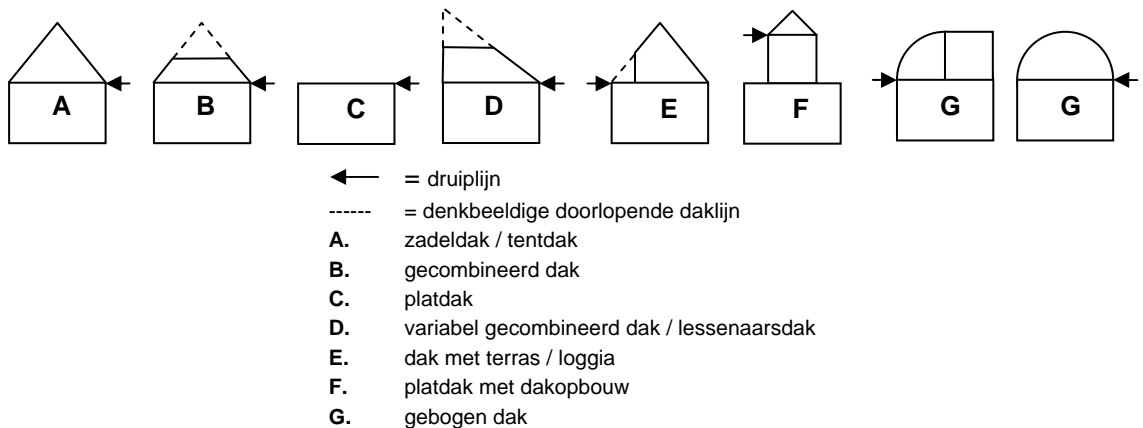 A B C D E F G G
= druiplijn
= denkbeeldige doorlopende daklijn
A. zadeldak / tentdak
B. gecombineerd dak
C. platdak
D. variabel gecombineerd dak / lessenaarsdak
E. dak met terras / loggia
F. platdak met dakopbouw
G. gebogen dak